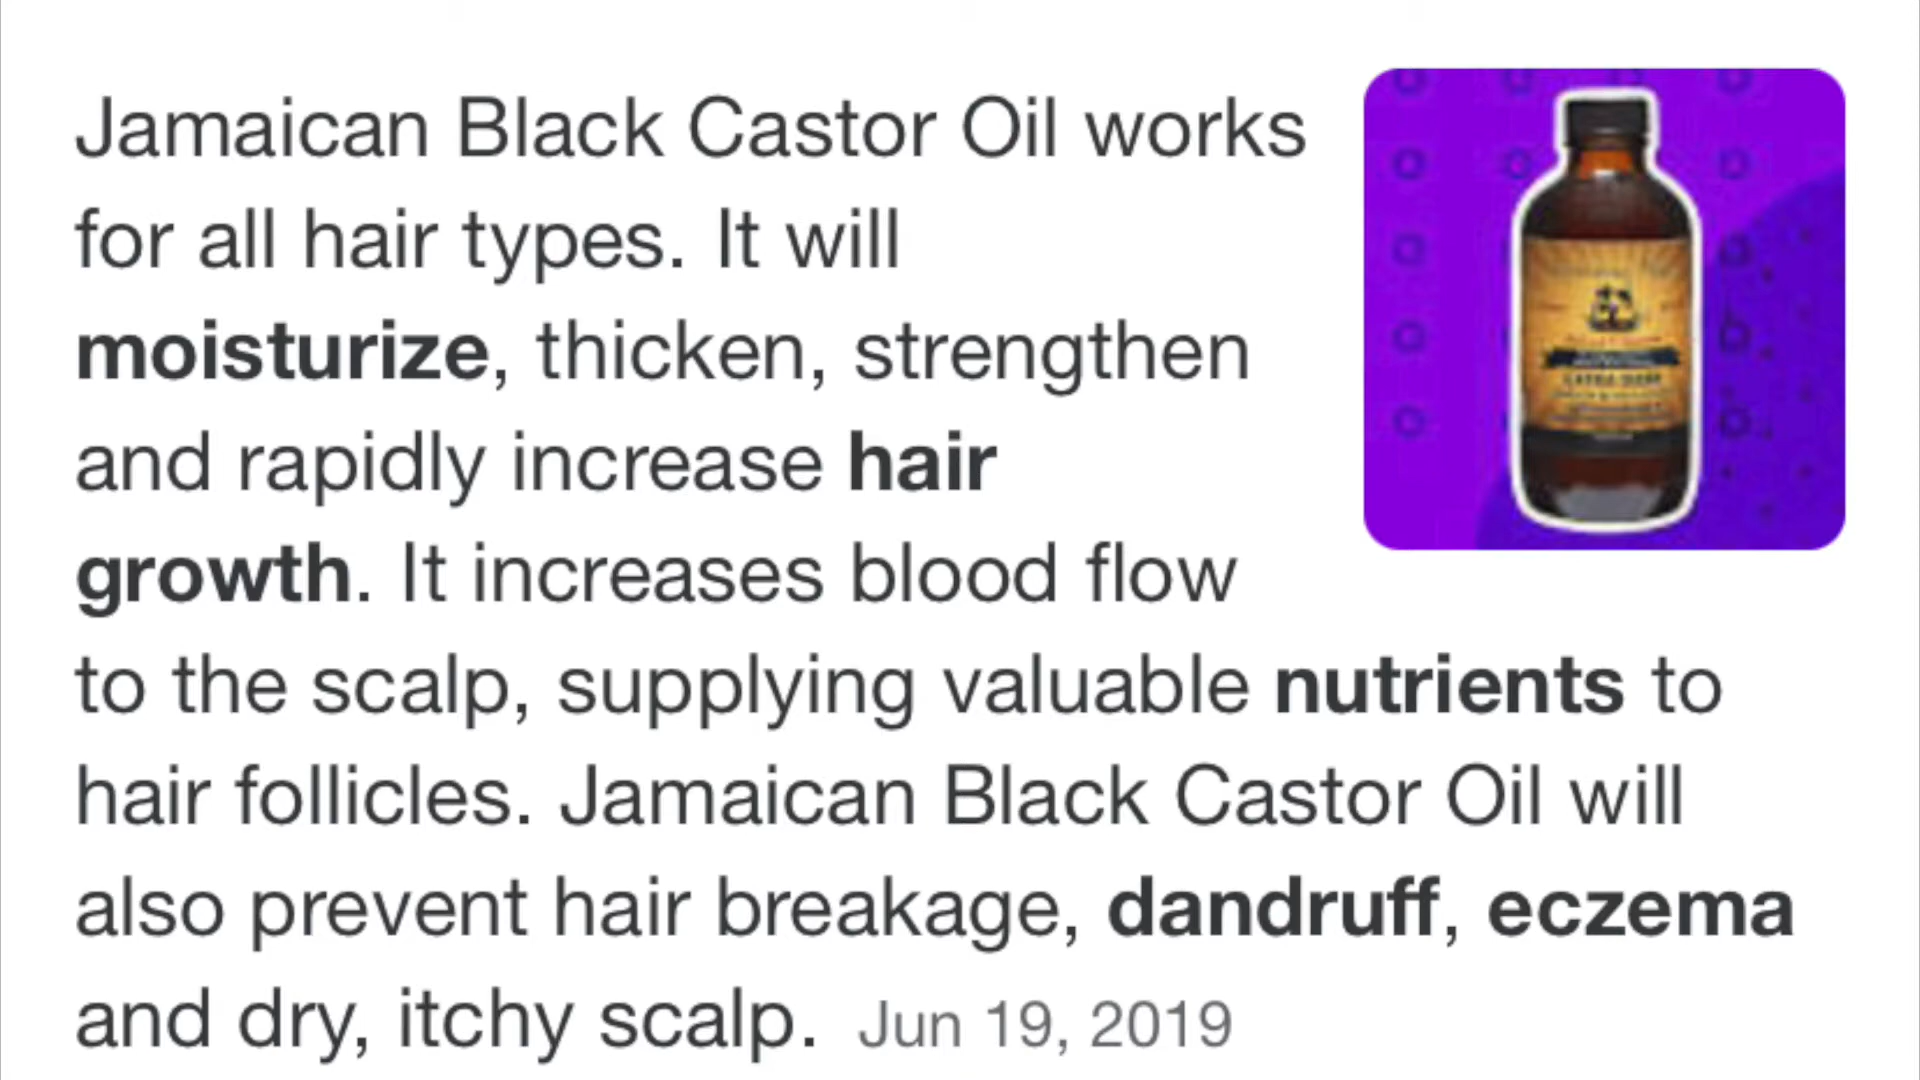 Jamaican Black Castor Oil works
for all hair types. It will
moisturize, thicken, strengthen
and rapidly increase hair
growth. It increases blood flow
to the scalp, supplying valuable nutrients to
hair follicles. Jamaican Black Castor Oil will
also prevent hair breakage, dandruff, eczema
and dry, itchy scalp. Jun 19, 2019
EXTRA DARK